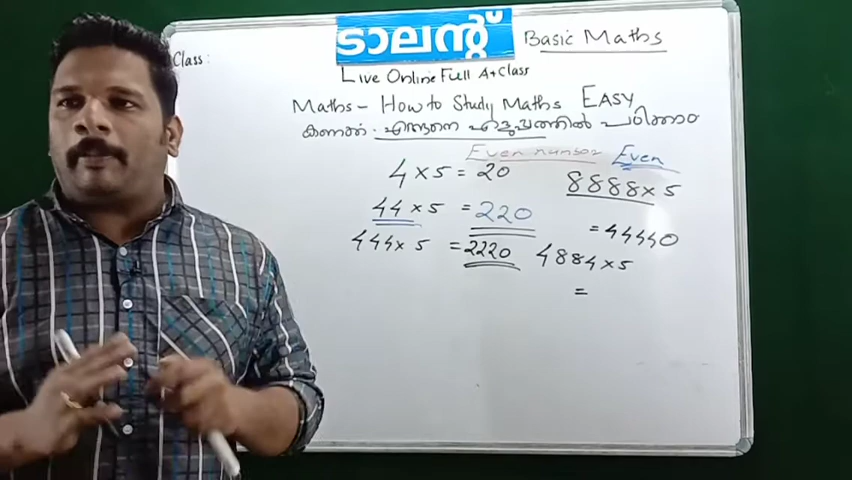 Class:
ടാലന്റ്
Basic Maths
Live Online Full A+ Class
Maths- How to Study Maths EASY
കണക്ക്. എങ്ങനെ എളുപ്പത്തിൽ പഠിക്കാം
Even number Even
4×5 = 20
44×5 = 220
444×5 = 2220
8888×5
= 44440
4884×5
=